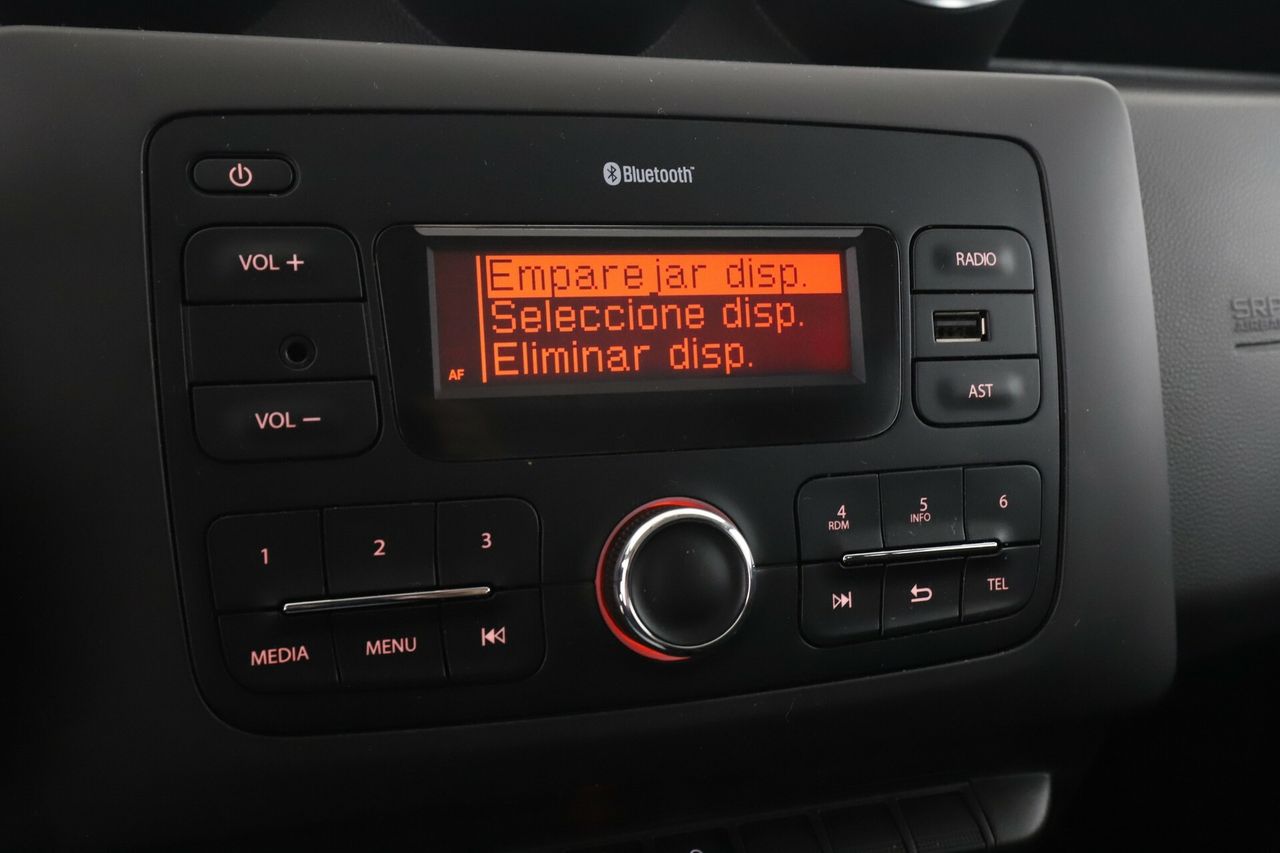 Bluetooth
VOL +
RADIO
Emparejar disp.
Seleccione disp.
Eliminar disp.
AF
VOL –
AST
1
2
3
4
RDM
5
INFO
6
MEDIA
MENU
TEL